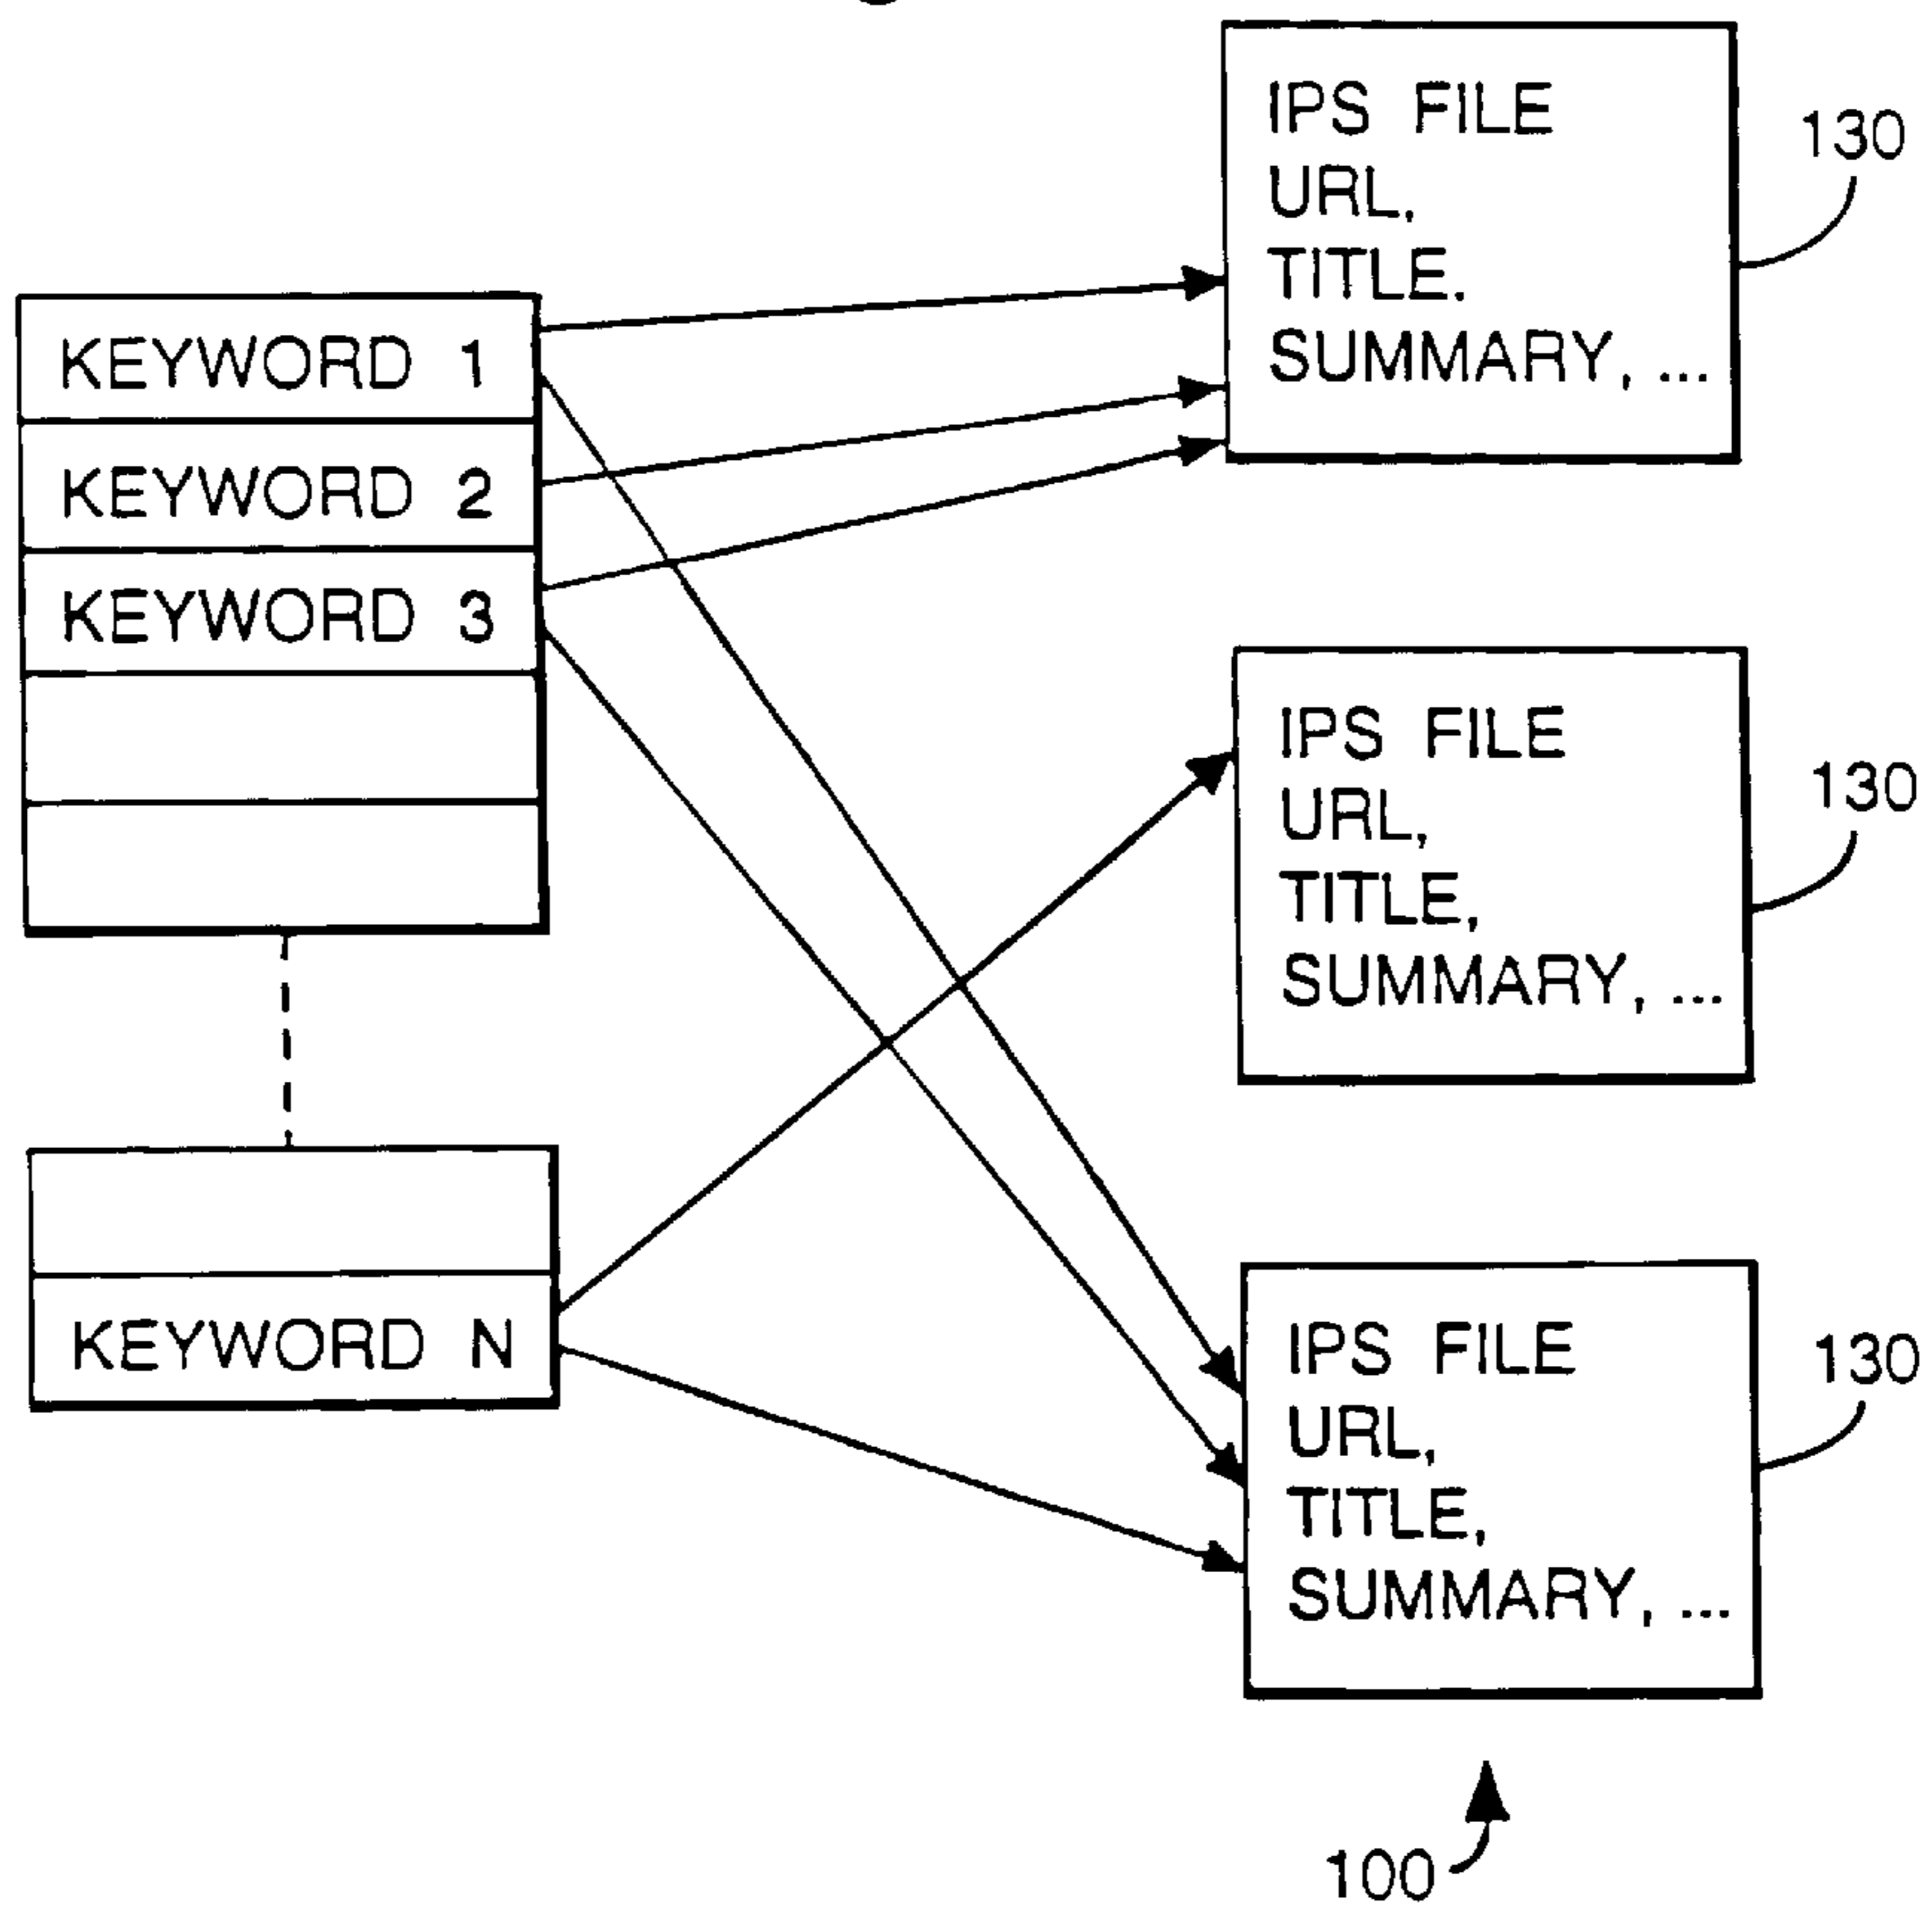 IPS FILE
URL,
TITLE,
SUMMARY, ...
130
KEYWORD 1
KEYWORD 2
KEYWORD 3
IPS FILE
URL,
TITLE,
SUMMARY, ...
130
KEYWORD N
IPS FILE
URL,
TITLE,
SUMMARY, ...
130
100